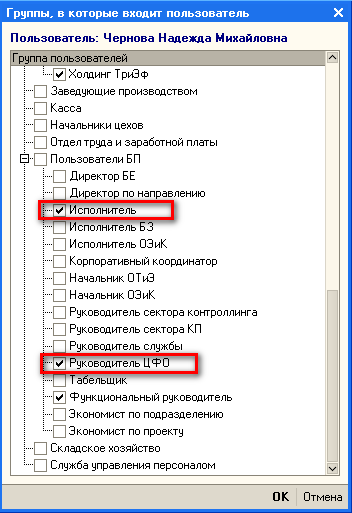 Группы, в которые входит пользователь
Пользователь: Чернова Надежда Михайловна
Группа пользователей
Холдинг ТриЭф
Заведующие производством
Касса
Начальники цехов
Отдел труда и заработной платы
Пользователи БП
Директор БЕ
Директор по направлению
Исполнитель
Исполнитель БЗ
Исполнитель ОЭиК
Корпоративный координатор
Начальник ОТиЭ
Начальник ОЭиК
Руководитель сектора контроллинга
Руководитель сектора КП
Руководитель службы
Руководитель ЦФО
Табельщик
Функциональный руководитель
Экономист по подразделению
Экономист по проекту
Складское хозяйство
Служба управления персоналом
OK Отмена